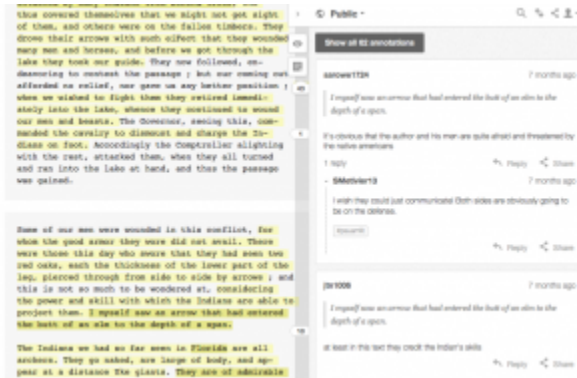 thus covered themselves that we might not get sight
of them, and others were on the fallen timbers. They
drove their arrows with such effect that they wounded
many men and horses, and before we got through the
lake they took our guide. They now followed, en-
deavoring to contest the passage ; but our coming out
afforded no relief, nor gave us any better position ;
when we wished to fight them they retired immedi-
ately into the lake, whence they continued to wound
our men and beasts. The Governor, seeing this, com-
manded the cavalry to dismount and charge the In-
dians on foot. Accordingly the Comptroller alighting
with the rest, attacked them, when they all turned
and ran into the lake at hand, and thus the passage
was gained.
Some of our men were wounded in this conflict, for
whom the good armor they wore did not avail. There
were those this day who swore that they had seen two
red oaks, each the thickness of the lower part of the
leg, pierced through from side to side by arrows ; and
this is not so much to be wondered at, considering
the power and skill with which the Indians are able to
project them. I myself saw an arrow that had entered
the butt of an elm to the depth of a span.
The Indians we had so far seen in Florida are all
archers. They go naked, are large of body, and ap-
pear at a distance like giants. They are of admirable
Public
Show all 62 annotations
7 months ago
I myself saw an arrow that had entered the butt of an elm to the
depth of a span.
It's obvious that the author and his men are quite afraid and threatened by
the native americans
1 reply
Reply Share
SMetivier13
7 months ago
I wish they could just communicate! Both sides are obviously going to
be on the defense.
Reply Share
jbr1006
7 months ago
I myself saw an arrow that had entered the butt of an elm to the
depth of a span.
at least in this text they credit the Indian's skills
Reply Share